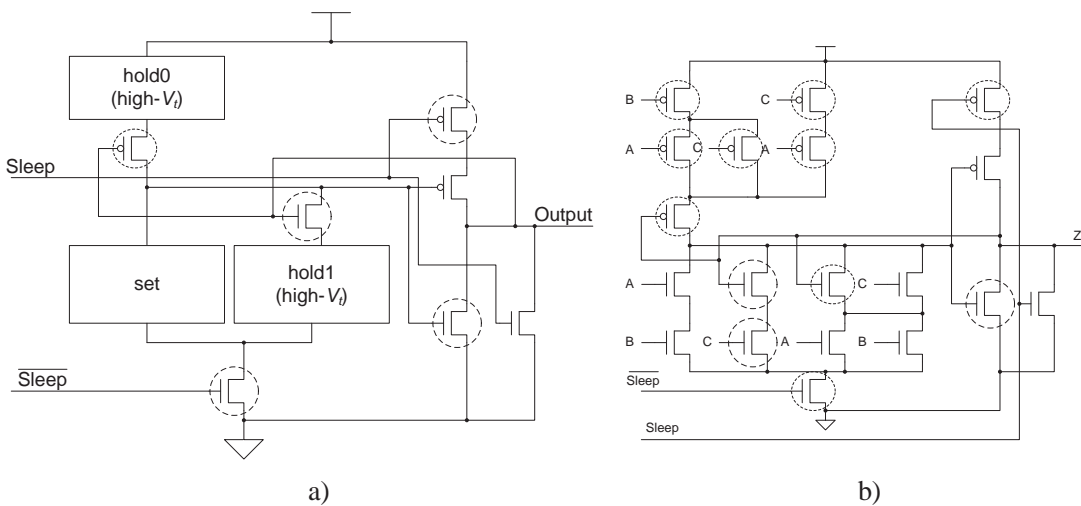 hold0
(high-Vt)
Sleep
Output
set
hold1
(high-Vt)
Sleep
a)
B
C
A
C
A
Z
A
C
B
C
A
B
Sleep
Sleep
b)